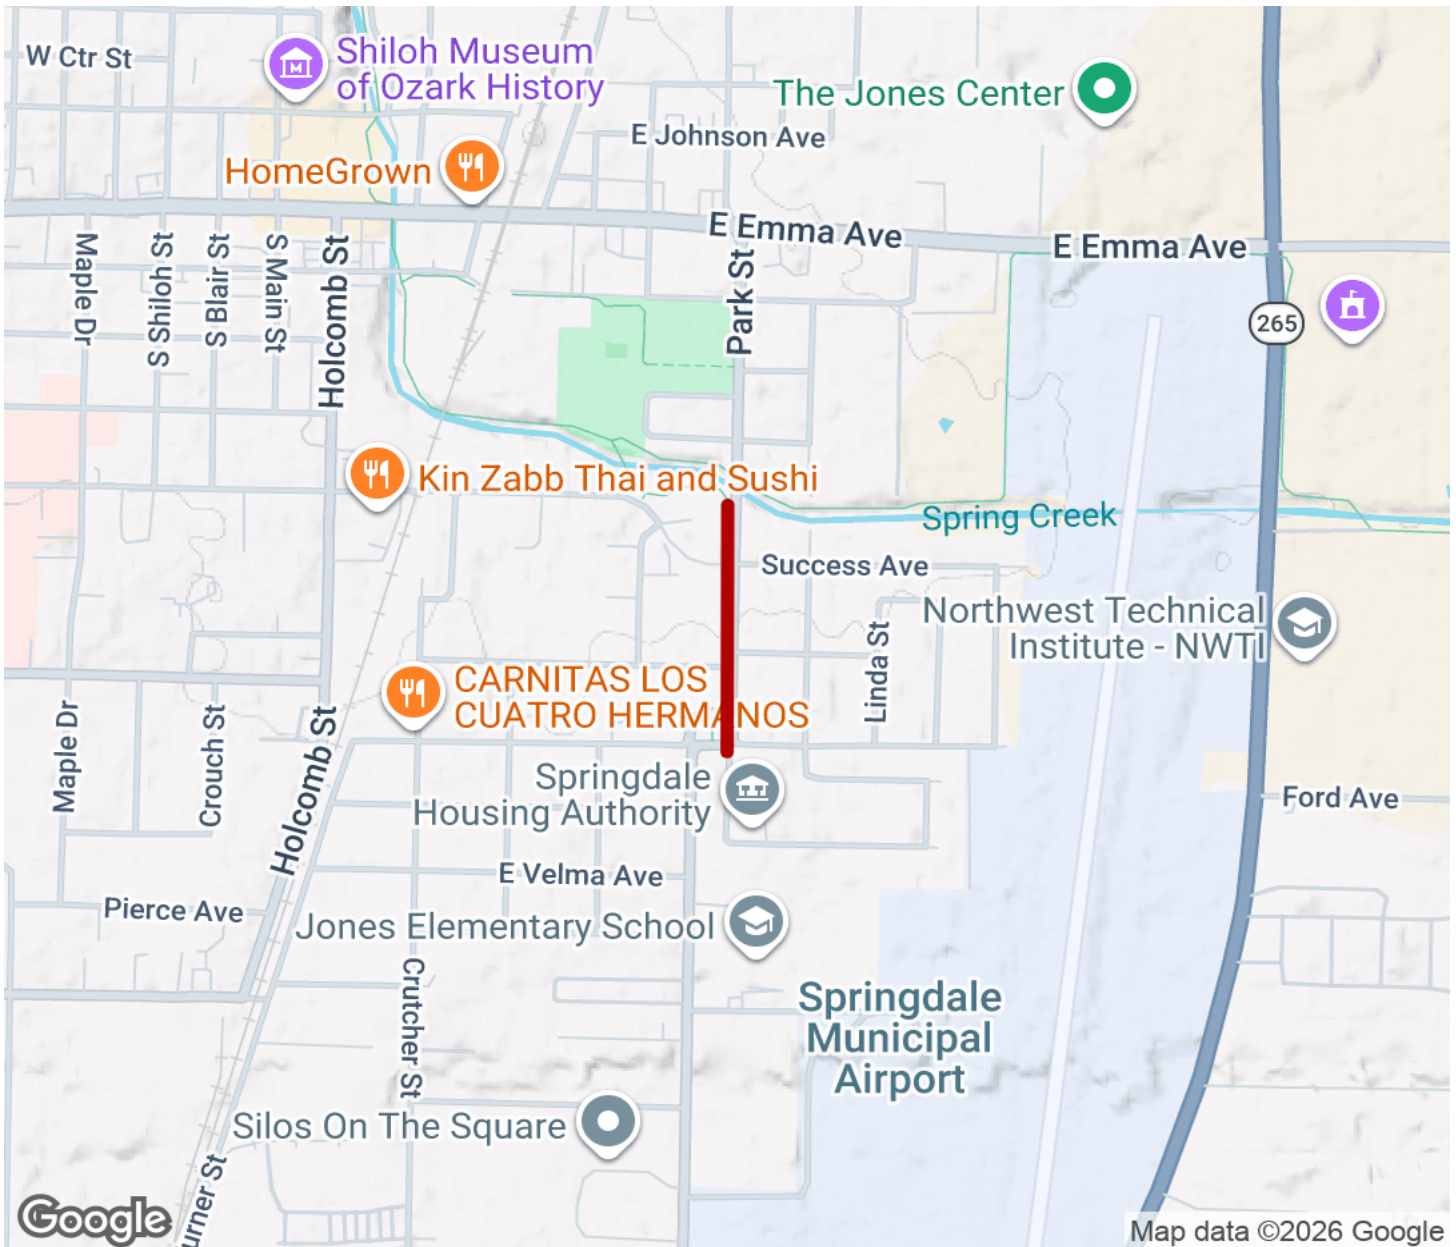 W Ctr St
Shiloh Museum
of Ozark History
The Jones Center
E Johnson Ave
HomeGrown
E Emma Ave
E Emma Ave
Maple Dr
S Shiloh St
S Blair St
S Main St
Holcomb St
Park St
265
Kin Zabb Thai and Sushi
Spring Creek
Success Ave
Northwest Technical
Institute - NWTI
Linda St
CARNITAS LOS
CUATRO HERMANOS
Maple Dr
Crouch St
Holcomb St
Springdale
Housing Authority
Ford Ave
E Velma Ave
Pierce Ave
Jones Elementary School
Crutcher St
Springdale
Municipal
Airport
Silos On The Square
urner St
Google
Map data ©2026 Google